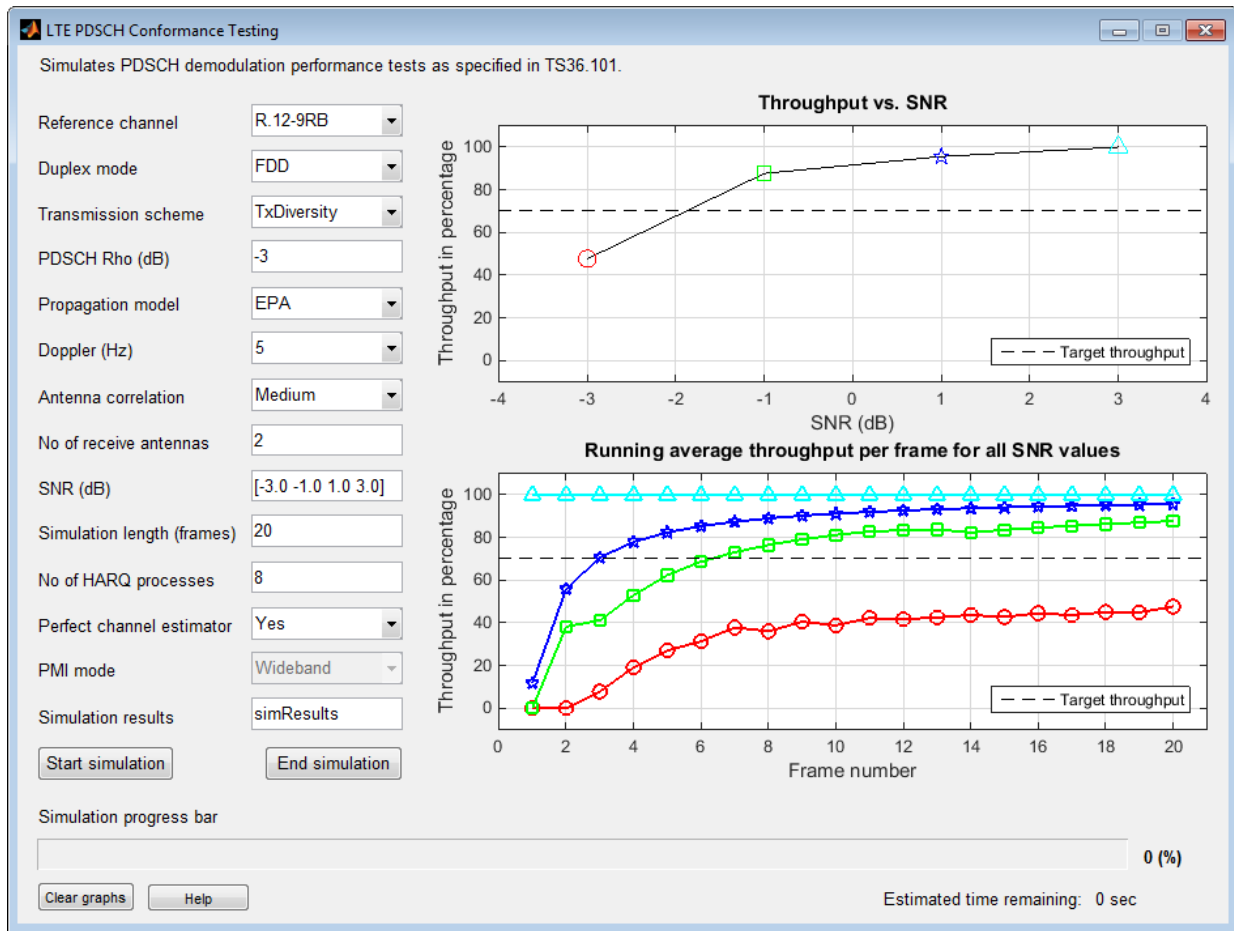 LTE PDSCH Conformance Testing
Simulates PDSCH demodulation performance tests as specified in TS36.101.
Reference channel R.12-9RB
Duplex mode FDD
Transmission scheme TxDiversity
PDSCH Rho (dB) -3
Propagation model EPA
Doppler (Hz) 5
Antenna correlation Medium
No of receive antennas 2
SNR (dB) [-3.0 -1.0 1.0 3.0]
Simulation length (frames) 20
No of HARQ processes 8
Perfect channel estimator Yes
PMI mode Wideband
Simulation results simResults
Start simulation End simulation
Throughput vs. SNR
Throughput in percentage
100
80
60
40
20
0
Target throughput
-4 -3 -2 -1 0 1 2 3 4
SNR (dB)
Running average throughput per frame for all SNR values
Throughput in percentage
100
80
60
40
20
0
Target throughput
0 2 4 6 8 10 12 14 16 18 20
Frame number
Simulation progress bar
0 (%)
Clear graphs Help Estimated time remaining: 0 sec